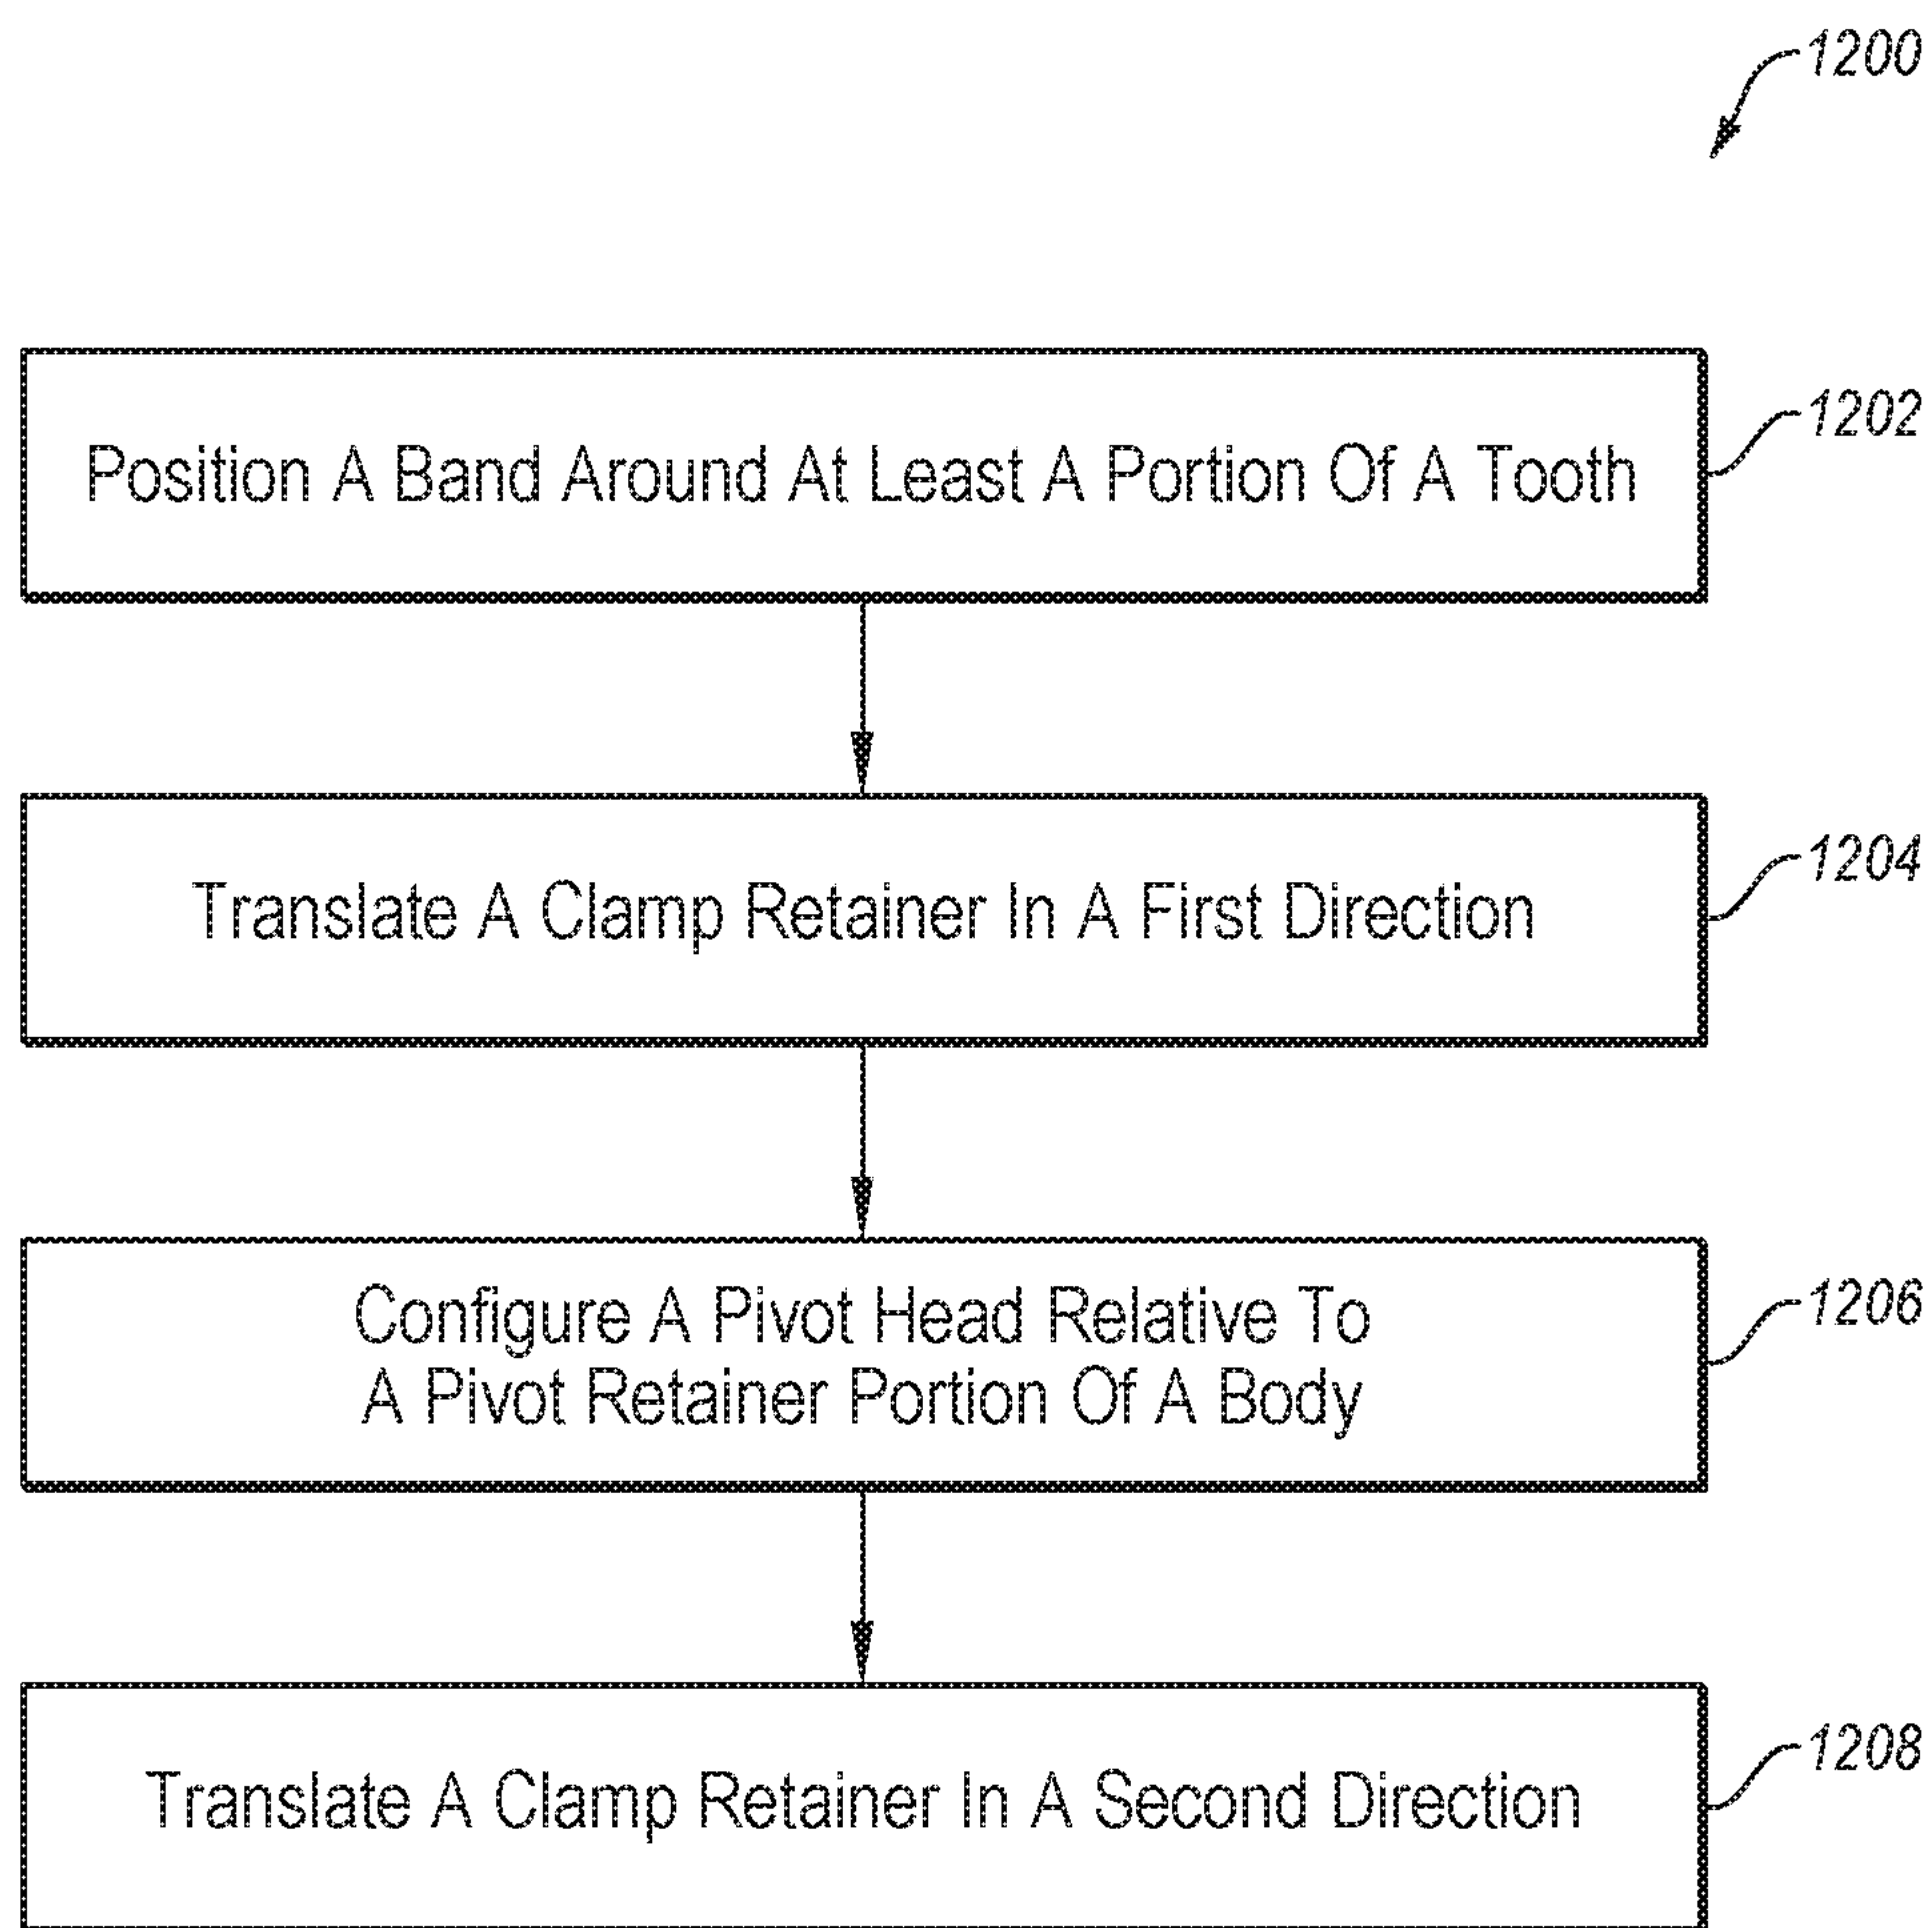 1200
Position A Band Around At Least A Portion Of A Tooth
1202
Translate A Clamp Retainer In A First Direction
1204
Configure A Pivot Head Relative To
A Pivot Retainer Portion Of A Body
1206
Translate A Clamp Retainer In A Second Direction
1208